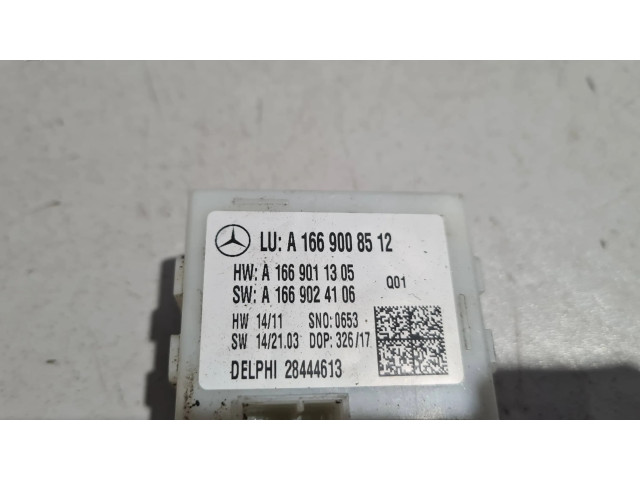 LU: A 166 900 85 12
HW: A 166 901 13 05
SW: A 166 902 41 06 Q01
HW 14/11 SNO: 0653
SW 14/21.03 DOP: 326/17
DELPHI 28444613